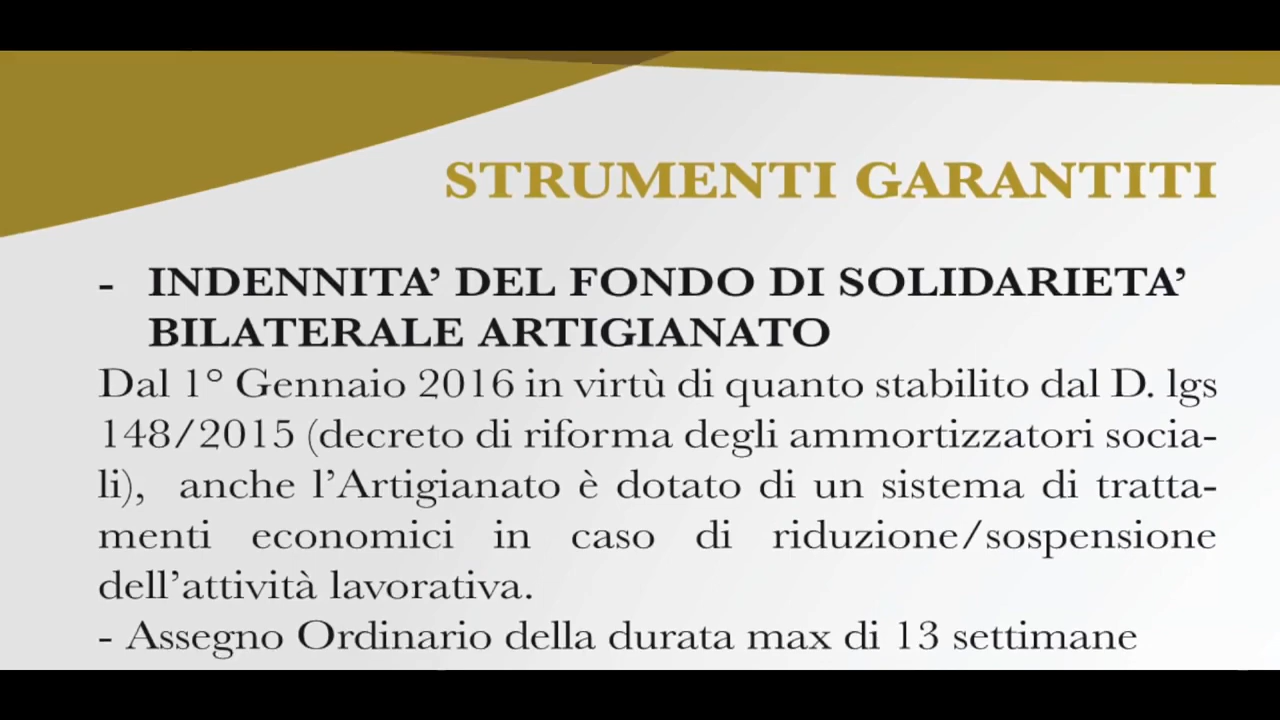 STRUMENTI GARANTITI
- INDENNITA’ DEL FONDO DI SOLIDARIETA’
BILATERALE ARTIGIANATO
Dal 1° Gennaio 2016 in virtù di quanto stabilito dal D. lgs
148/2015 (decreto di riforma degli ammortizzatori socia-
li), anche l’Artigianato è dotato di un sistema di tratta-
menti economici in caso di riduzione/sospensione
dell’attività lavorativa.
- Assegno Ordinario della durata max di 13 settimane